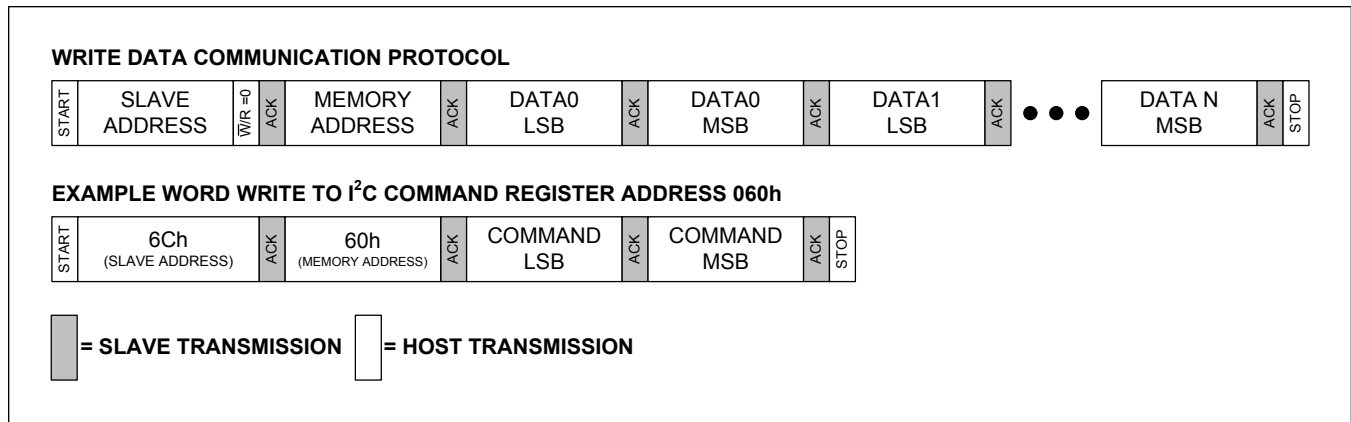 WRITE DATA COMMUNICATION PROTOCOL
START SLAVE ADDRESS W̅/R =0 ACK MEMORY ADDRESS ACK DATA0 LSB ACK DATA0 MSB ACK DATA1 LSB ACK ●●● DATA N MSB ACK STOP
EXAMPLE WORD WRITE TO I²C COMMAND REGISTER ADDRESS 060h
START 6Ch (SLAVE ADDRESS) ACK 60h (MEMORY ADDRESS) ACK COMMAND LSB ACK COMMAND MSB ACK STOP
= SLAVE TRANSMISSION = HOST TRANSMISSION